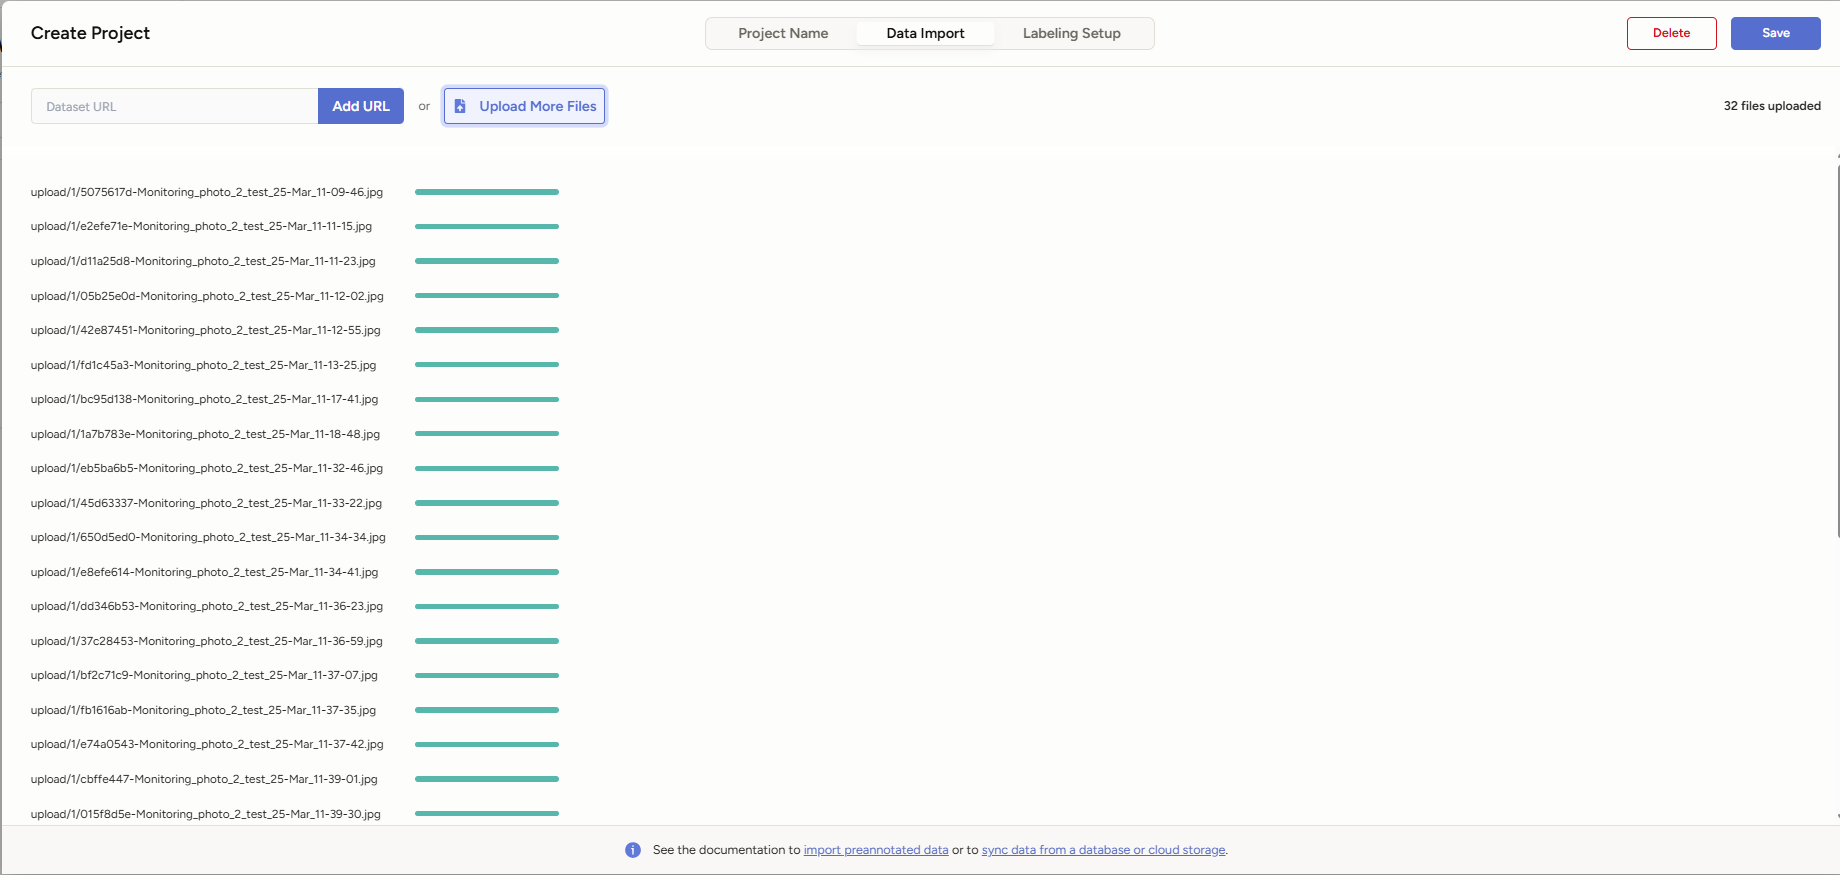 Create Project
Project Name
Data Import
Labeling Setup
Delete
Save
Dataset URL
Add URL
or
Upload More Files
32 files uploaded
upload/1/5075617d-Monitoring_photo_2_test_25-Mar_11-09-46.jpg
upload/1/e2efe71e-Monitoring_photo_2_test_25-Mar_11-11-15.jpg
upload/1/d11a25d8-Monitoring_photo_2_test_25-Mar_11-11-23.jpg
upload/1/05b25e0d-Monitoring_photo_2_test_25-Mar_11-12-02.jpg
upload/1/42e87451-Monitoring_photo_2_test_25-Mar_11-12-55.jpg
upload/1/fd1c45a3-Monitoring_photo_2_test_25-Mar_11-13-25.jpg
upload/1/bc95d138-Monitoring_photo_2_test_25-Mar_11-17-41.jpg
upload/1/1a7b783e-Monitoring_photo_2_test_25-Mar_11-18-48.jpg
upload/1/eb5ba6b5-Monitoring_photo_2_test_25-Mar_11-32-46.jpg
upload/1/45d63337-Monitoring_photo_2_test_25-Mar_11-33-22.jpg
upload/1/650d5ed0-Monitoring_photo_2_test_25-Mar_11-34-34.jpg
upload/1/e8efe614-Monitoring_photo_2_test_25-Mar_11-34-41.jpg
upload/1/dd346b53-Monitoring_photo_2_test_25-Mar_11-36-23.jpg
upload/1/37c28453-Monitoring_photo_2_test_25-Mar_11-36-59.jpg
upload/1/bf2c71c9-Monitoring_photo_2_test_25-Mar_11-37-07.jpg
upload/1/fb1616ab-Monitoring_photo_2_test_25-Mar_11-37-35.jpg
upload/1/e74a0543-Monitoring_photo_2_test_25-Mar_11-37-42.jpg
upload/1/cbffe447-Monitoring_photo_2_test_25-Mar_11-39-01.jpg
upload/1/015f8d5e-Monitoring_photo_2_test_25-Mar_11-39-30.jpg
See the documentation to import preannotated data or to sync data from a database or cloud storage.